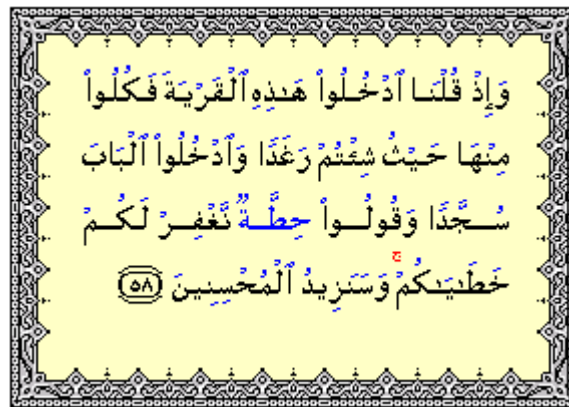 وَإِذْ قُلْنَا ٱدْخُلُوا۟ هَـٰذِهِ ٱلْقَرْيَةَ فَكُلُوا۟
مِنْهَا حَيْثُ شِئْتُمْ رَغَدًا وَٱدْخُلُوا۟ ٱلْبَابَ
سُجَّدًا وَقُولُوا۟ حِطَّةٌ نَّغْفِرْ لَكُمْ
خَطَـٰيَـٰكُمْ ۚ وَسَنَزِيدُ ٱلْمُحْسِنِينَ ﴿٥٨﴾